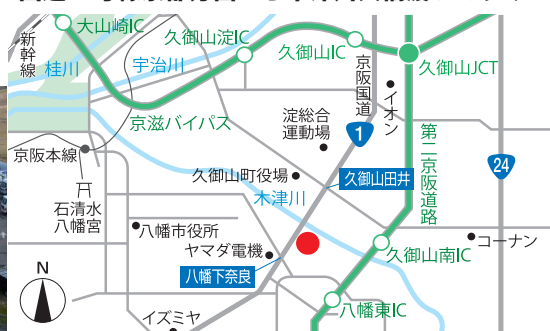 大山崎IC
新幹線
桂川
宇治川
久御山淀IC
久御山IC
久御山JCT
京阪国道
イオン
京滋バイパス
淀総合
運動場
1
第二京阪道路
24
京阪本線
久御山町役場
久御山田井
石清水
八幡宮
木津川
八幡市役所
ヤマダ電機
久御山南IC
コーナン
八幡下奈良
N
八幡東IC
イズミヤ